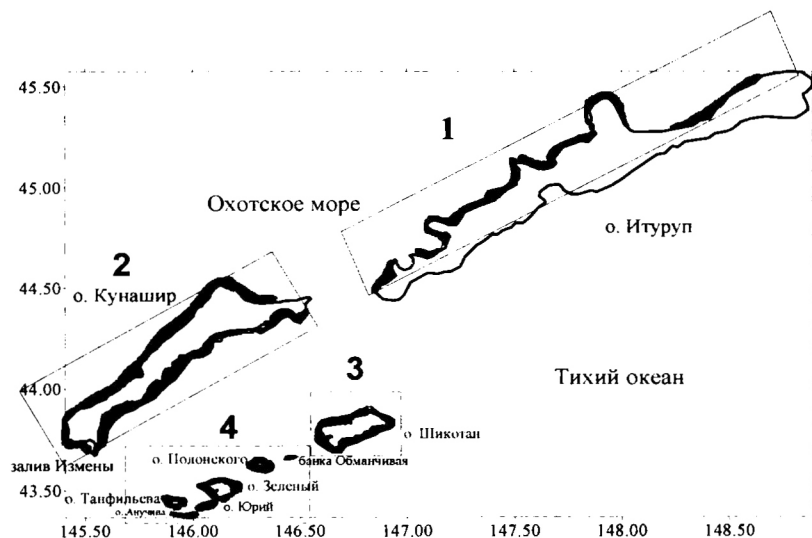 45.50
1
45.00
Охотское море
о. Итуруп
2
44.50
о. Кунашир
Тихий океан
44.00
3
о Шикотан
4
залив Измены
о. Полонского
банка Обманчивая
43.50
о. Танфильева
о. Зеленый
о. Анучина
о. Юрий
145.50
146.00
146.50
147.00
147.50
148.00
148.50